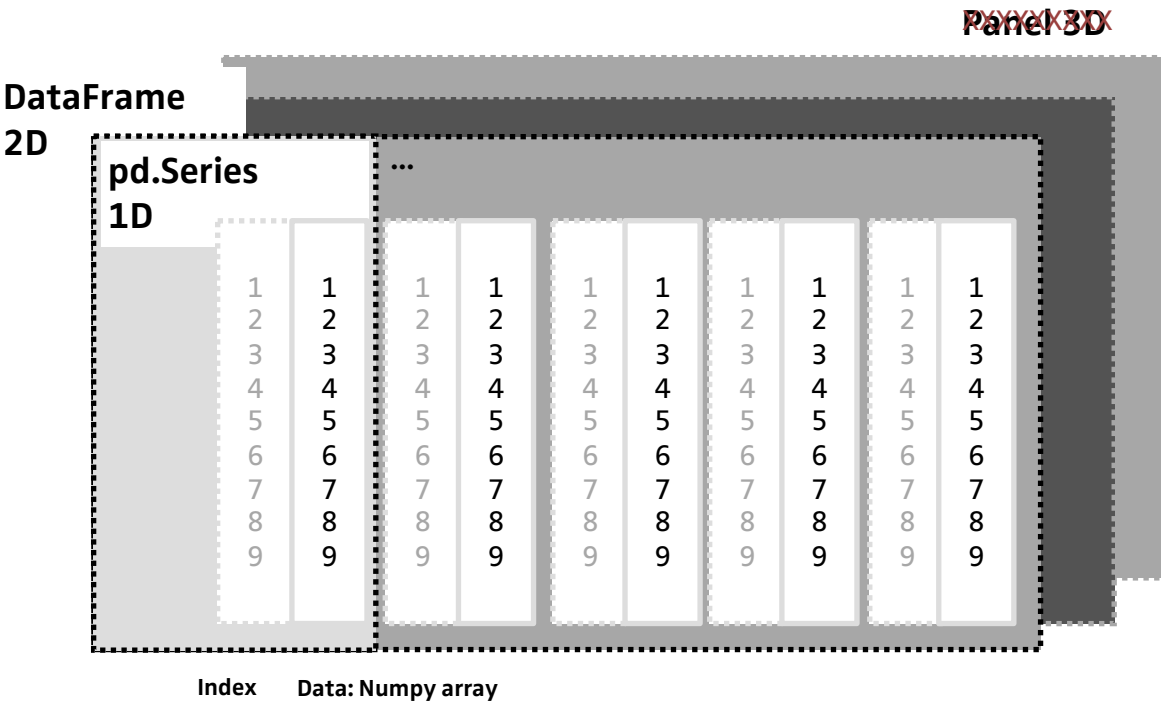 Panel 3D
XXXXXXXX
DataFrame
2D
pd.Series
1D
...
1 1 1 1 1 1 1 1 1 1
2 2 2 2 2 2 2 2 2 2
3 3 3 3 3 3 3 3 3 3
4 4 4 4 4 4 4 4 4 4
5 5 5 5 5 5 5 5 5 5
6 6 6 6 6 6 6 6 6 6
7 7 7 7 7 7 7 7 7 7
8 8 8 8 8 8 8 8 8 8
9 9 9 9 9 9 9 9 9 9
Index Data: Numpy array